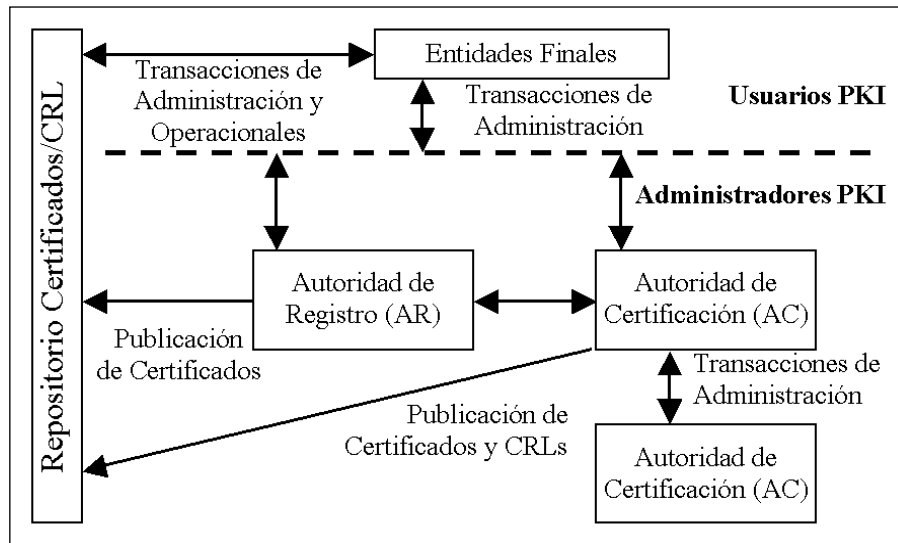 Repositorio Certificados/CRL
Entidades Finales
Transacciones de
Administración y
Operacionales
Transacciones de
Administración
Usuarios PKI
Administradores PKI
Autoridad de
Registro (AR)
Autoridad de
Certificación (AC)
Publicación
de Certificados
Transacciones de
Administración
Publicación de
Certificados y CRLs
Autoridad de
Certificación (AC)